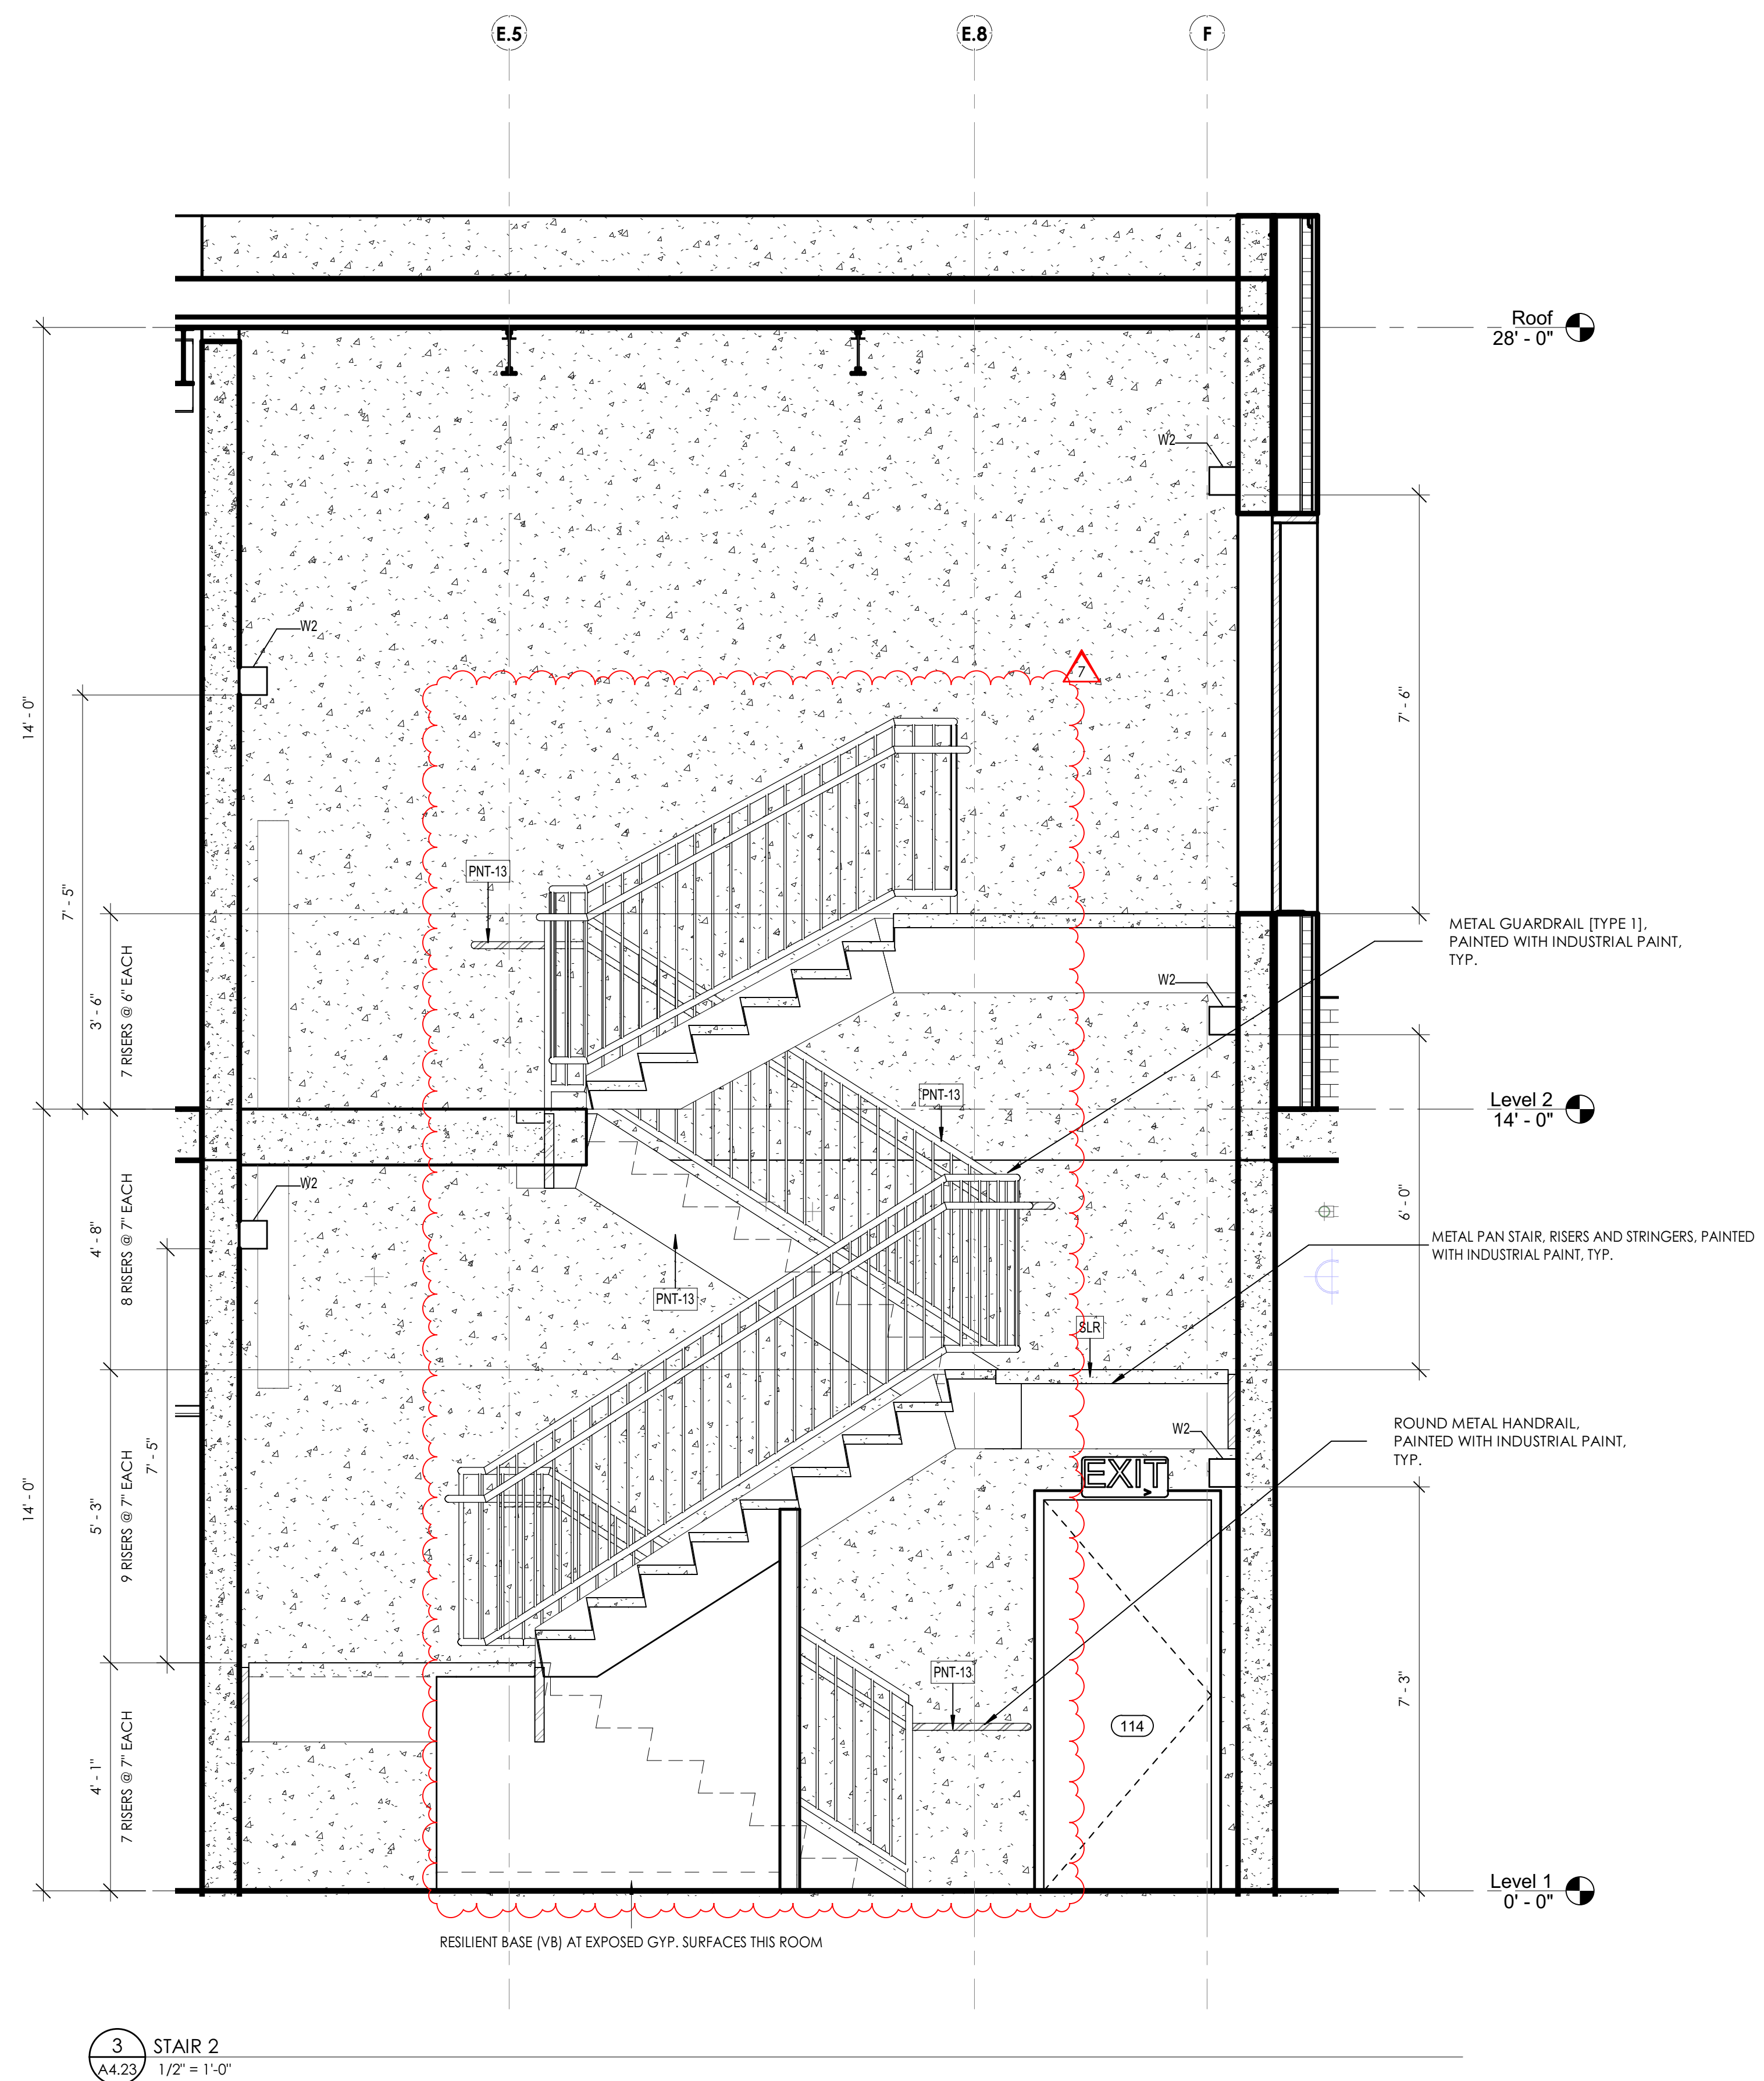 E.5
E.8
F
Roof
28' - 0"
W2
W2
7
14' - 0"
7' - 6"
7' - 5"
PNT-13
METAL GUARDRAIL [TYPE 1],
PAINTED WITH INDUSTRIAL PAINT,
TYP.
3' - 6"
7 RISERS @ 6" EACH
W2
PNT-13
Level 2
14' - 0"
W2
4' - 8"
8 RISERS @ 7" EACH
6' - 0"
METAL PAN STAIR, RISERS AND STRINGERS, PAINTED
WITH INDUSTRIAL PAINT, TYP.
PNT-13
SLR
ROUND METAL HANDRAIL,
PAINTED WITH INDUSTRIAL PAINT,
TYP.
W2
7' - 5"
14' - 0"
5' - 3"
9 RISERS @ 7" EACH
EXIT
PNT-13
7' - 3"
114
4' - 1"
7 RISERS @ 7" EACH
Level 1
0' - 0"
RESILIENT BASE (VB) AT EXPOSED GYP. SURFACES THIS ROOM
3
STAIR 2
A4.23
1/2" = 1'-0"